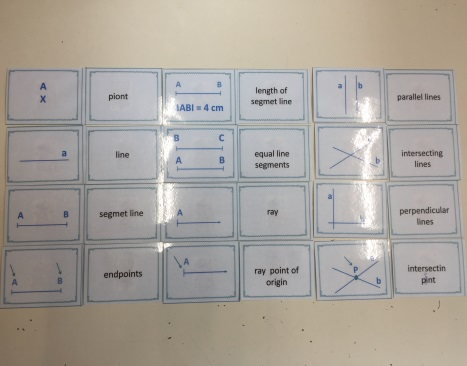 A
X
piont
A B
|ABI = 4 cm
length of
segmet line
a b
parallel lines
a
line
B C
A B
equal line
segments
b
intersecting
lines
A B
segmet line
A
ray
a
perpendicular
lines
A B
endpoints
A
ray point of
origin
P
b
intersectin
pint